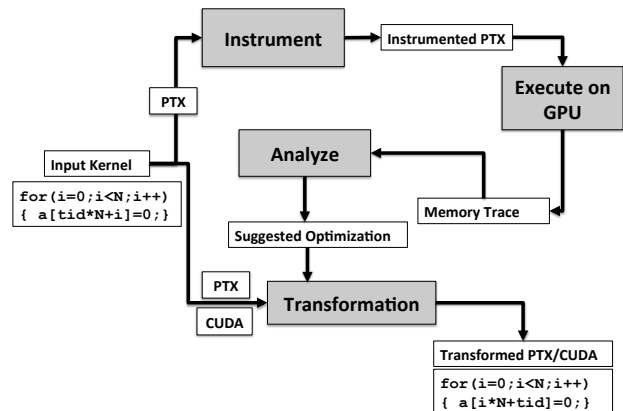 Instrument
Instrumented PTX
Execute on
GPU
PTX
Analyze
Input Kernel
for(i=0;i<N;i++)
{ a[tid*N+i]=0;}
Memory Trace
Suggested Optimization
PTX
CUDA
Transformation
Transformed PTX/CUDA
for(i=0;i<N;i++)
{ a[i*N+tid]=0;}